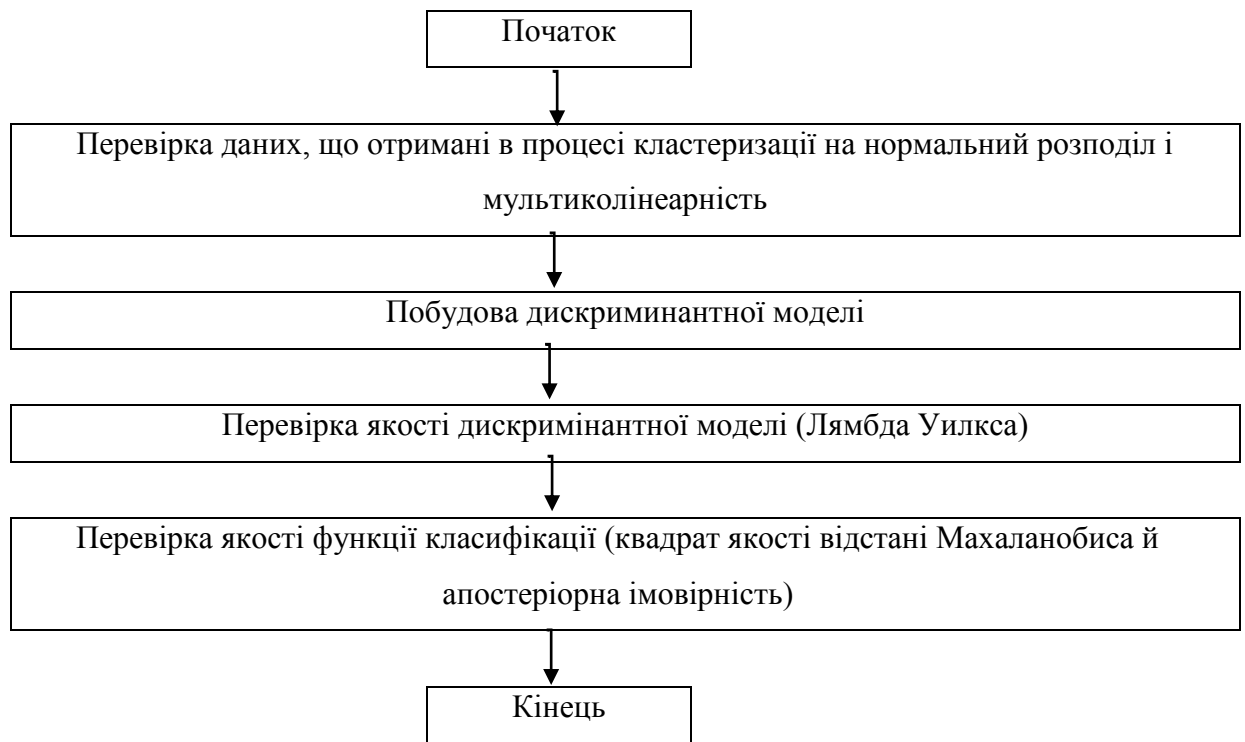 Початок
Перевірка даних, що отримані в процесі кластеризації на нормальний розподіл і
мультиколінеарність
Побудова дискриминантної моделі
Перевірка якості дискримінантної моделі (Лямбда Уилкса)
Перевірка якості функції класифікації (квадрат якості відстані Махаланобиса й
апостеріорна імовірність)
Кінець